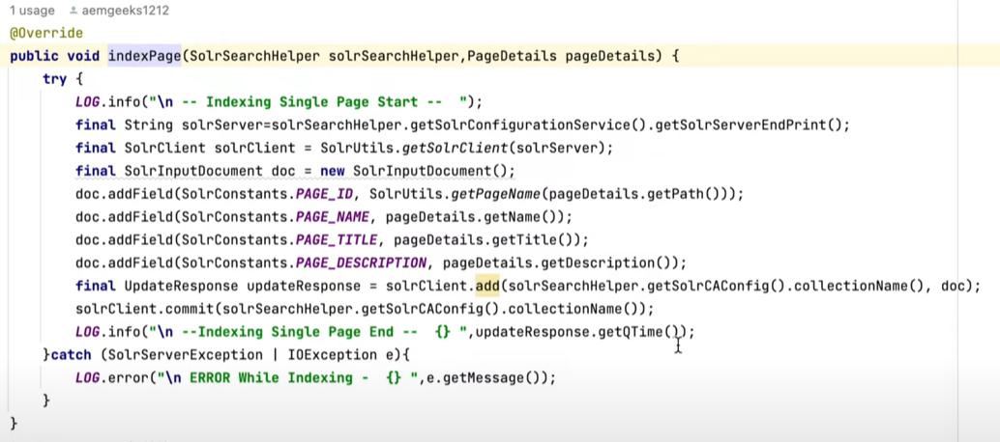 1 usage aemgeeks1212
@Override
public void indexPage(SolrSearchHelper solrSearchHelper,PageDetails pageDetails) {
try {
LOG.info("\n -- Indexing Single Page Start --  ");
final String solrServer=solrSearchHelper.getSolrConfigurationService().getSolrServerEndPrint();
final SolrClient solrClient = SolrUtils.getSolrClient(solrServer);
final SolrInputDocument doc = new SolrInputDocument();
doc.addField(SolrConstants.PAGE_ID, SolrUtils.getPageName(pageDetails.getPath()));
doc.addField(SolrConstants.PAGE_NAME, pageDetails.getName());
doc.addField(SolrConstants.PAGE_TITLE, pageDetails.getTitle());
doc.addField(SolrConstants.PAGE_DESCRIPTION, pageDetails.getDescription());
final UpdateResponse updateResponse = solrClient.add(solrSearchHelper.getSolrCAConfig().collectionName(), doc);
solrClient.commit(solrSearchHelper.getSolrCAConfig().collectionName());
LOG.info("\n --Indexing Single Page End --  {} ",updateResponse.getQTime());
}catch (SolrServerException | IOException e){
LOG.error("\n ERROR While Indexing -  {} ",e.getMessage());
}
}